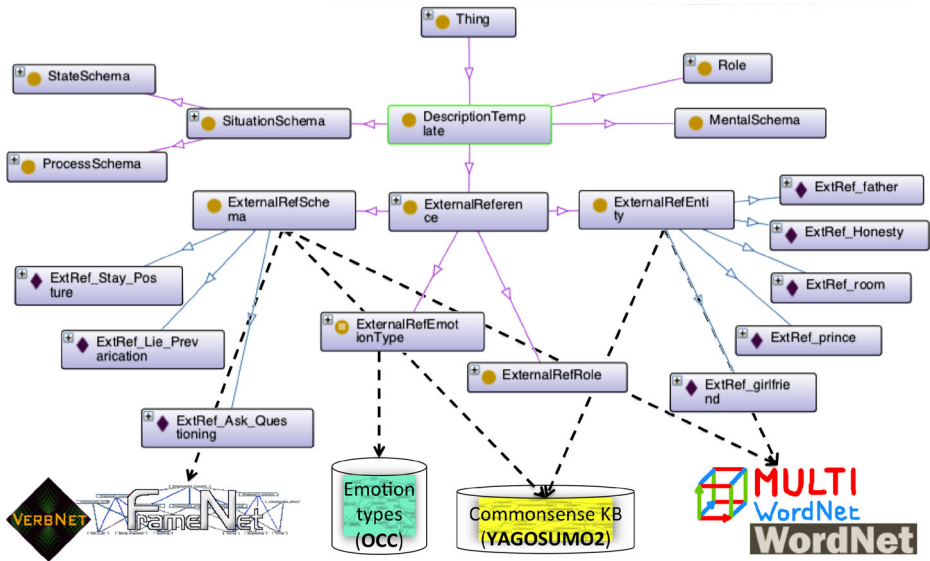 Thing
StateSchema
Role
SituationSchema
DescriptionTemp
late
MentalSchema
ProcessSchema
ExternalRefSche
ma
ExternalRefere
nce
ExternalRefEnti
ty
ExtRef_father
ExtRef_Honesty
ExtRef_Stay_Pos
ture
ExtRef_room
ExtRef_Lie_Prev
arication
ExternalRefEmot
ionType
ExtRef_prince
ExternalRefRole
ExtRef_girlfrie
nd
ExtRef_Ask_Ques
tioning
VERBNET
FrameNet
Emotion
types
(OCC)
Commonsense KB
(YAGOSUMO2)
MULTI
WordNet
WordNet